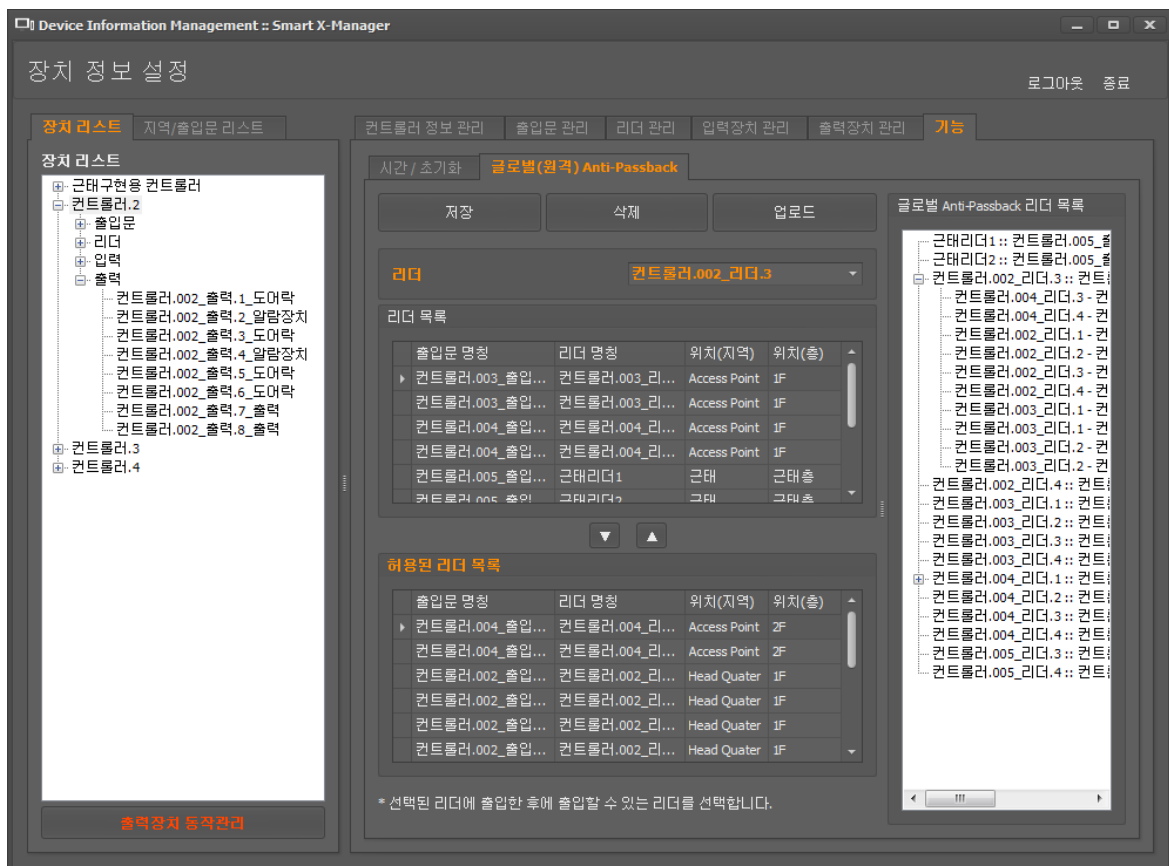 Device Information Management :: Smart X-Manager
장치 정보 설정
로그아웃 종료
장치 리스트 지역/출입문 리스트
장치 리스트
근태구현용 컨트롤러
컨트롤러.2
출입문
리더
입력
출력
컨트롤러.002_출력.1_도어락
컨트롤러.002_출력.2_알람장치
컨트롤러.002_출력.3_도어락
컨트롤러.002_출력.4_알람장치
컨트롤러.002_출력.5_도어락
컨트롤러.002_출력.6_도어락
컨트롤러.002_출력.7_출력
컨트롤러.002_출력.8_출력
컨트롤러.3
컨트롤러.4
출력장치 동작관리
컨트롤러 정보 관리 출입문 관리 리더 관리 입력장치 관리 출력장치 관리 기능
시간 / 초기화 글로벌(원격) Anti-Passback
저장 삭제 업로드
리더 컨트롤러.002_리더.3
리더 목록
출입문 명칭 리더 명칭 위치(지역) 위치(층)
컨트롤러.003_출입... 컨트롤러.003_리... Access Point 1F
컨트롤러.003_출입... 컨트롤러.003_리... Access Point 1F
컨트롤러.004_출입... 컨트롤러.004_리... Access Point 1F
컨트롤러.004_출입... 컨트롤러.004_리... Access Point 1F
컨트롤러.005_출입... 근태리더1 근태 근태층
컨트롤러.005_출입... 근태리더2 근태 근태층
허용된 리더 목록
출입문 명칭 리더 명칭 위치(지역) 위치(층)
컨트롤러.004_출입... 컨트롤러.004_리... Access Point 2F
컨트롤러.004_출입... 컨트롤러.004_리... Access Point 2F
컨트롤러.002_출입... 컨트롤러.002_리... Head Quater 1F
컨트롤러.002_출입... 컨트롤러.002_리... Head Quater 1F
컨트롤러.002_출입... 컨트롤러.002_리... Head Quater 1F
컨트롤러.002_출입... 컨트롤러.002_리... Head Quater 1F
* 선택된 리더에 출입한 후에 출입할 수 있는 리더를 선택합니다.
글로벌 Anti-Passback 리더 목록
근태리더1 :: 컨트롤러.005_출
근태리더2 :: 컨트롤러.005_출
컨트롤러.002_리더.3 :: 컨트
컨트롤러.004_리더.3 - 컨
컨트롤러.004_리더.4 - 컨
컨트롤러.002_리더.1 - 컨
컨트롤러.002_리더.2 - 컨
컨트롤러.002_리더.3 - 컨
컨트롤러.002_리더.4 - 컨
컨트롤러.003_리더.1 - 컨
컨트롤러.003_리더.1 - 컨
컨트롤러.003_리더.2 - 컨
컨트롤러.003_리더.2 - 컨
컨트롤러.002_리더.4 :: 컨트
컨트롤러.003_리더.1 :: 컨트
컨트롤러.003_리더.2 :: 컨트
컨트롤러.003_리더.3 :: 컨트
컨트롤러.003_리더.4 :: 컨트
컨트롤러.004_리더.1 :: 컨트
컨트롤러.004_리더.2 :: 컨트
컨트롤러.004_리더.3 :: 컨트
컨트롤러.004_리더.4 :: 컨트
컨트롤러.005_리더.3 :: 컨트
컨트롤러.005_리더.4 :: 컨트